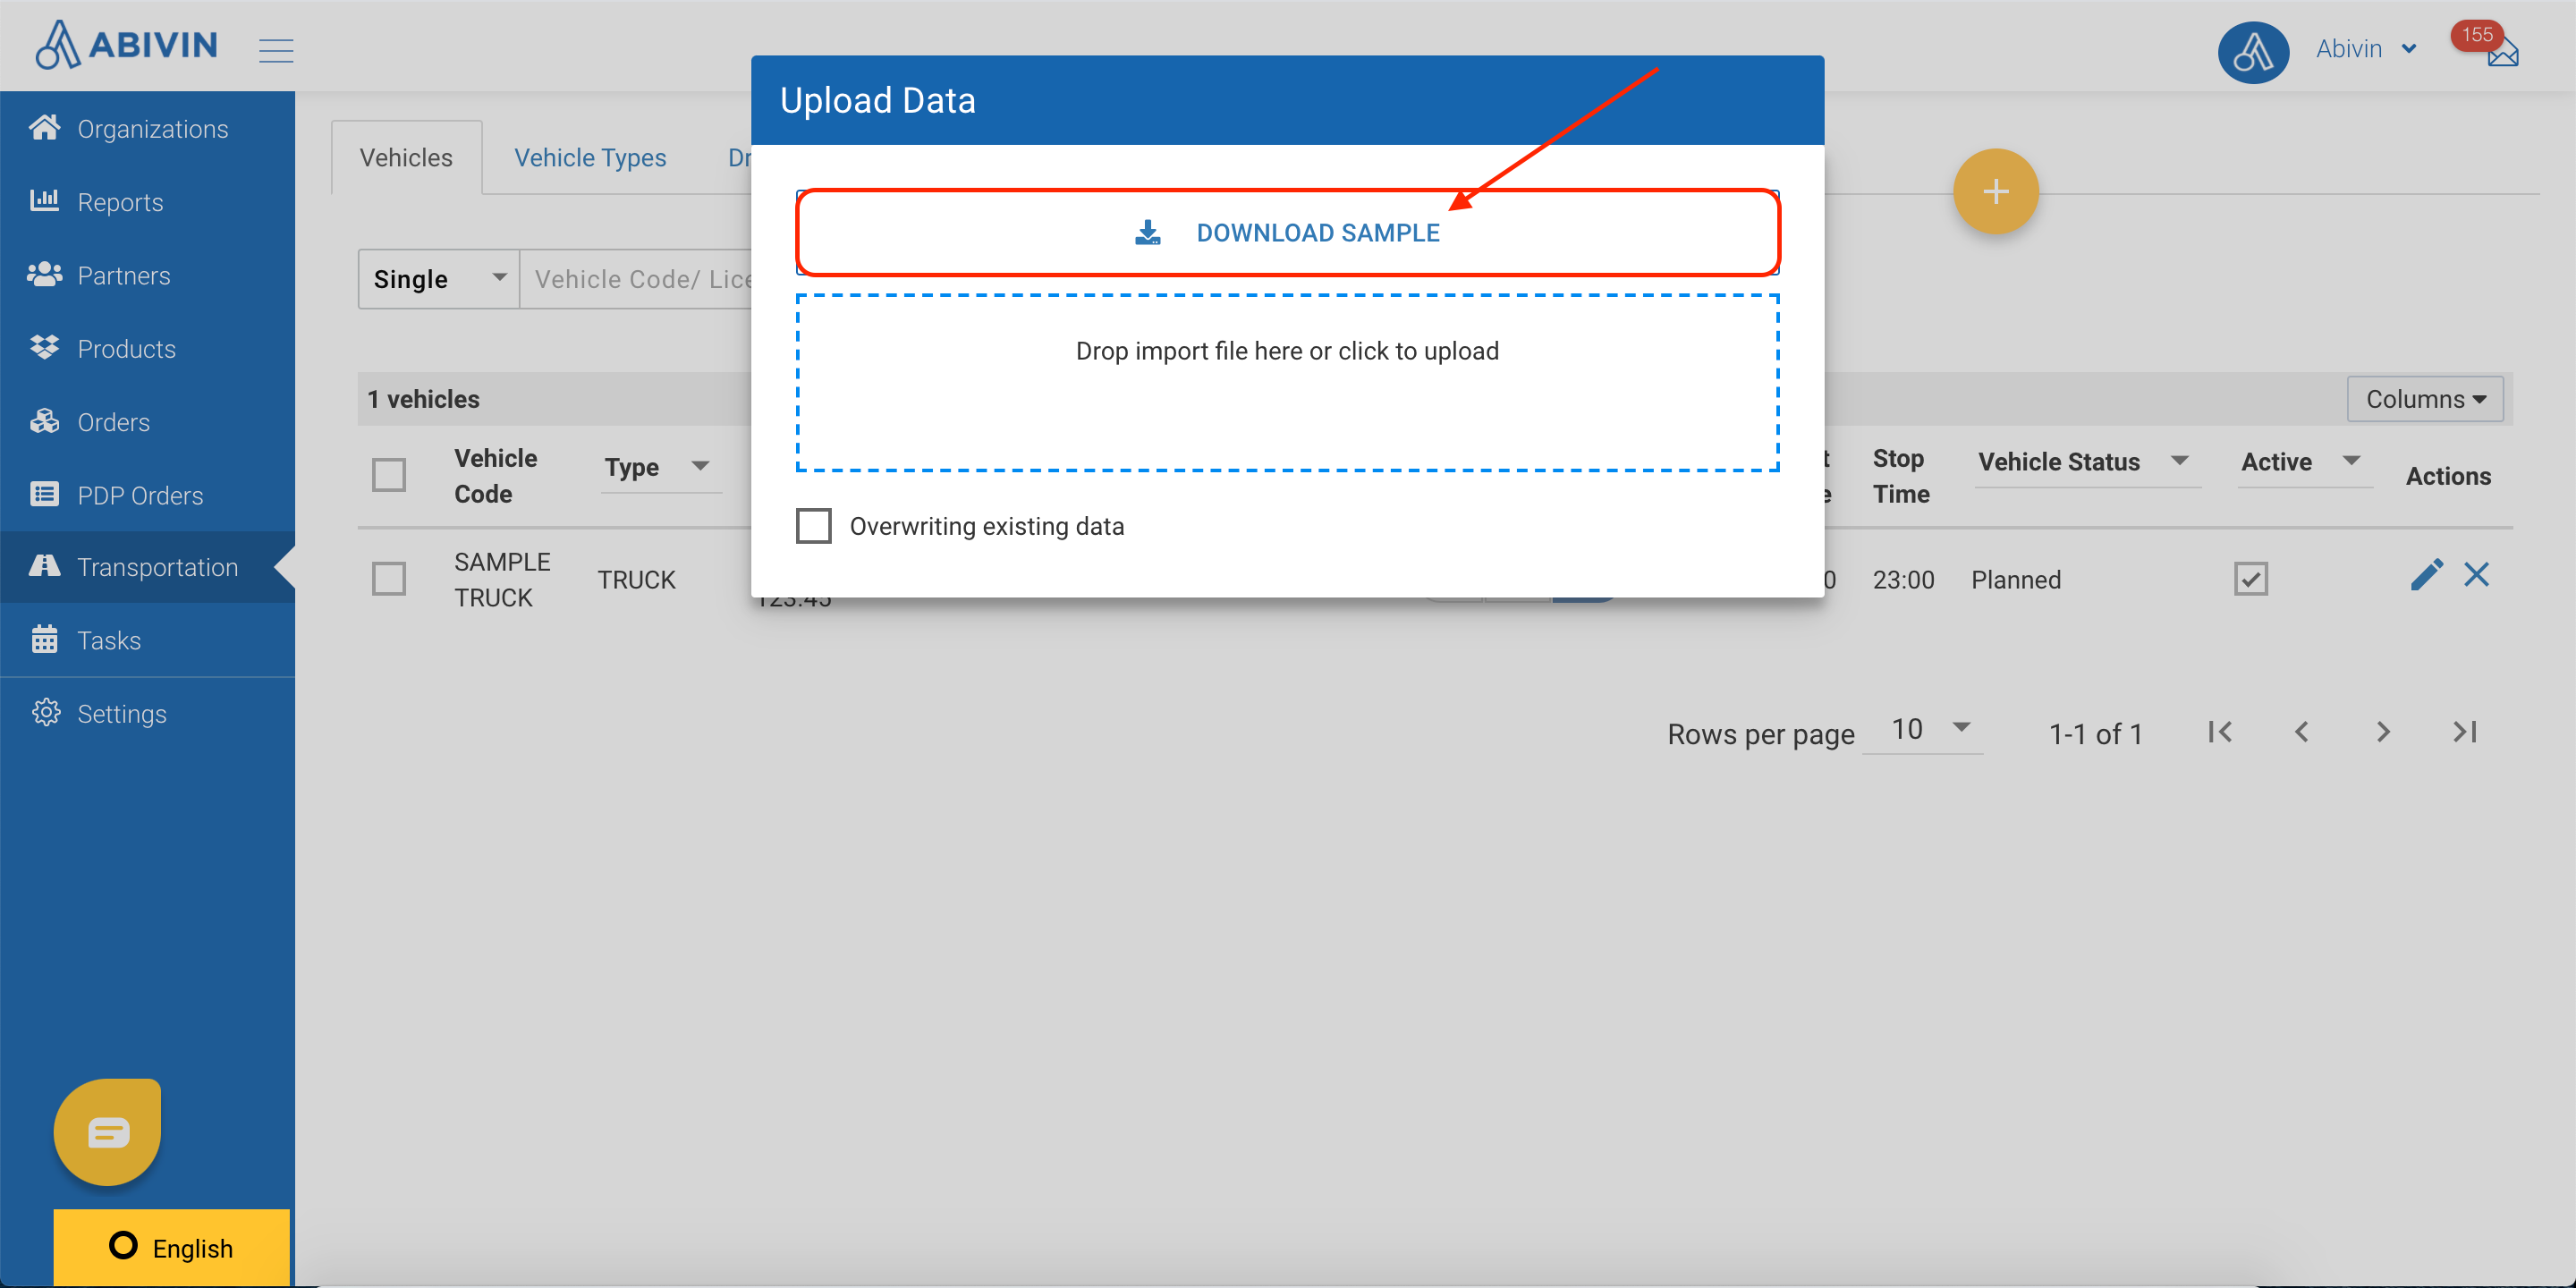 ABIVIN
Abivin
155
Upload Data
Organizations
Reports
Partners
Products
Orders
PDP Orders
Transportation
Tasks
Settings
English
Vehicles
Vehicle Types
DOWNLOAD SAMPLE
Single
Vehicle Code/
Drop import file here or click to upload
1 vehicles
Columns
Vehicle Code
Type
Stop Time
Vehicle Status
Active
Actions
Overwriting existing data
SAMPLE TRUCK
TRUCK
123.45
23:00
Planned
Rows per page
10
1-1 of 1